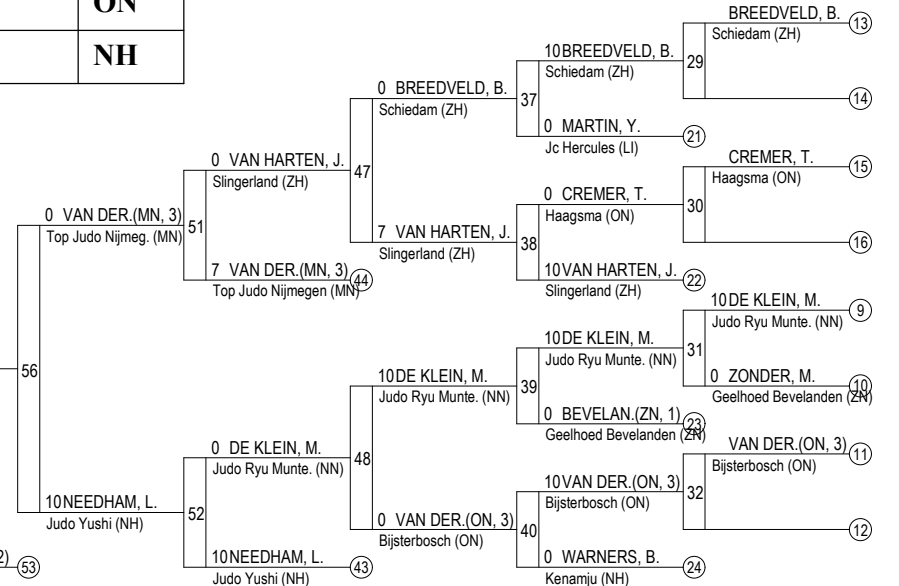 ON
NH
BREEDVELD, B. 13
Schiedam (ZH)
10 BREEDVELD, B. 29
Schiedam (ZH)
14
0 BREEDVELD, B. 37
Schiedam (ZH)
0 MARTIN, Y. 21
Jc Hercules (LI)
0 VAN HARTEN, J. 47
Slingerland (ZH)
CREMER, T. 15
Haagsma (ON)
0 CREMER, T. 30
Haagsma (ON)
16
7 VAN HARTEN, J. 38
Slingerland (ZH)
10 VAN HARTEN, J. 22
Slingerland (ZH)
0 VAN DER.(MN, 3) 51
Top Judo Nijmeg. (MN)
7 VAN DER.(MN, 3) 44
Top Judo Nijmegen (MN)
56
10 DE KLEIN, M. 9
Judo Ryu Munte. (NN)
10 DE KLEIN, M. 31
Judo Ryu Munte. (NN)
0 ZONDER, M. 10
Geelhoed Bevelanden (ZN)
10 DE KLEIN, M. 39
Judo Ryu Munte. (NN)
0 BEVELAN.(ZN, 1) 23
Geelhoed Bevelanden (ZN)
0 DE KLEIN, M. 48
Judo Ryu Munte. (NN)
VAN DER.(ON, 3) 11
Bijsterbosch (ON)
10 VAN DER.(ON, 3) 32
Bijsterbosch (ON)
12
0 VAN DER.(ON, 3) 40
Bijsterbosch (ON)
0 WARNERS, B. 24
Kenamju (NH)
10 NEEDHAM, L. 52
Judo Yushi (NH)
10 NEEDHAM, L. 43
Judo Yushi (NH)
2) 53